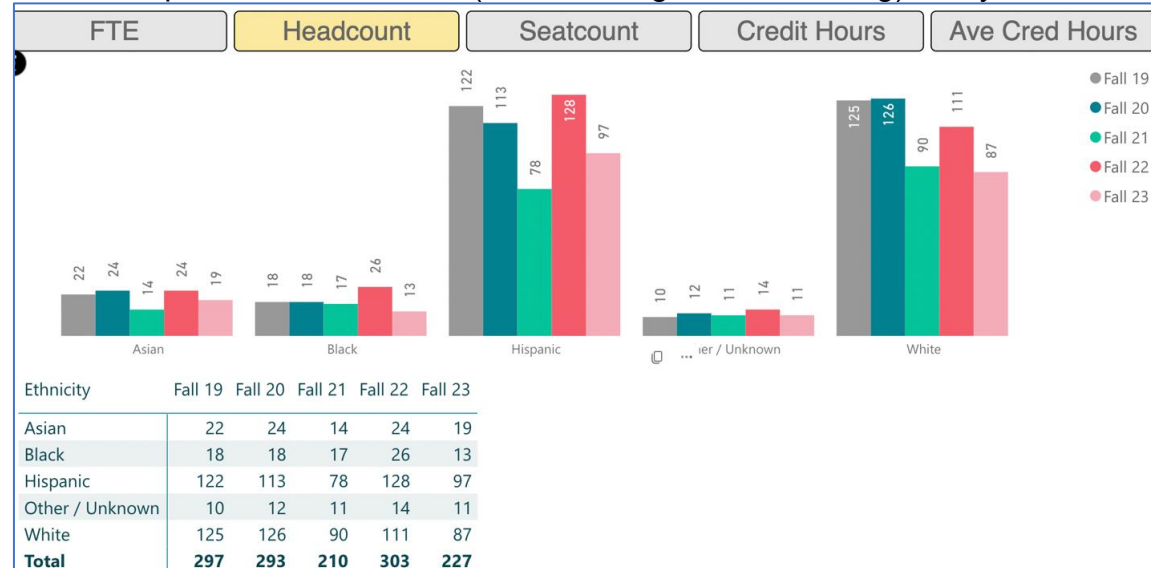 FTE Headcount Seatcount Credit Hours Ave Cred Hours
Fall 19
Fall 20
Fall 21
Fall 22
Fall 23
22 24 14 24 19
18 18 17 26 13
122 113 78 128 97
10 12 11 14 11
125 126 90 111 87
Asian Black Hispanic er / Unknown White
Ethnicity Fall 19 Fall 20 Fall 21 Fall 22 Fall 23
Asian 22 24 14 24 19
Black 18 18 17 26 13
Hispanic 122 113 78 128 97
Other / Unknown 10 12 11 14 11
White 125 126 90 111 87
Total 297 293 210 303 227